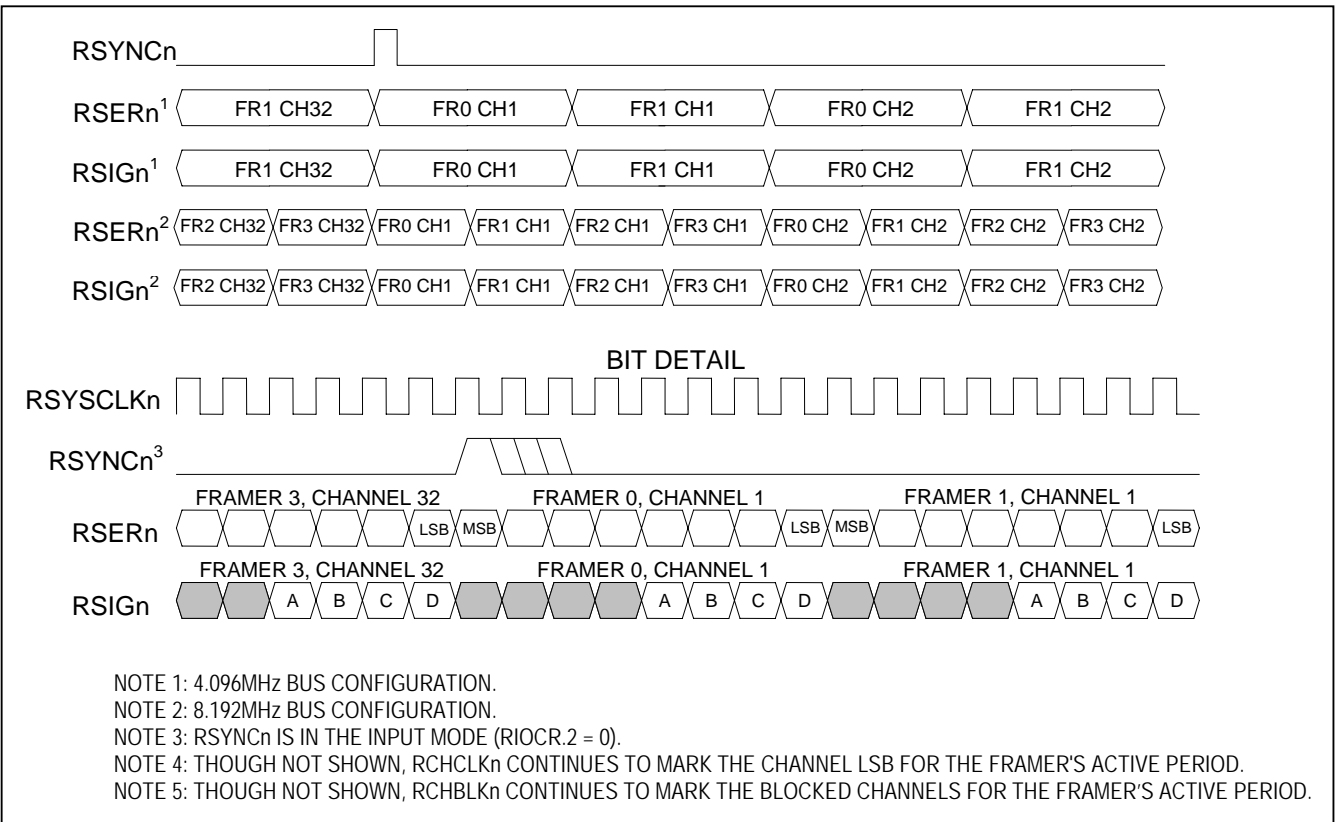 RSYNCn
RSERn1 FR1 CH32 FR0 CH1 FR1 CH1 FR0 CH2 FR1 CH2
RSIGn1 FR1 CH32 FR0 CH1 FR1 CH1 FR0 CH2 FR1 CH2
RSERn2 FR2 CH32 FR3 CH32 FR0 CH1 FR1 CH1 FR2 CH1 FR3 CH1 FR0 CH2 FR1 CH2 FR2 CH2 FR3 CH2
RSIGn2 FR2 CH32 FR3 CH32 FR0 CH1 FR1 CH1 FR2 CH1 FR3 CH1 FR0 CH2 FR1 CH2 FR2 CH2 FR3 CH2
BIT DETAIL
RSYSCLKn
RSYNCn3
FRAMER 3, CHANNEL 32 FRAMER 0, CHANNEL 1 FRAMER 1, CHANNEL 1
RSERn LSB MSB LSB MSB LSB
FRAMER 3, CHANNEL 32 FRAMER 0, CHANNEL 1 FRAMER 1, CHANNEL 1
RSIGn A B C D A B C D A B C D
NOTE 1: 4.096MHz BUS CONFIGURATION.
NOTE 2: 8.192MHz BUS CONFIGURATION.
NOTE 3: RSYNCn IS IN THE INPUT MODE (RIOCR.2 = 0).
NOTE 4: THOUGH NOT SHOWN, RCHCLKn CONTINUES TO MARK THE CHANNEL LSB FOR THE FRAMER'S ACTIVE PERIOD.
NOTE 5: THOUGH NOT SHOWN, RCHBLKn CONTINUES TO MARK THE BLOCKED CHANNELS FOR THE FRAMER’S ACTIVE PERIOD.